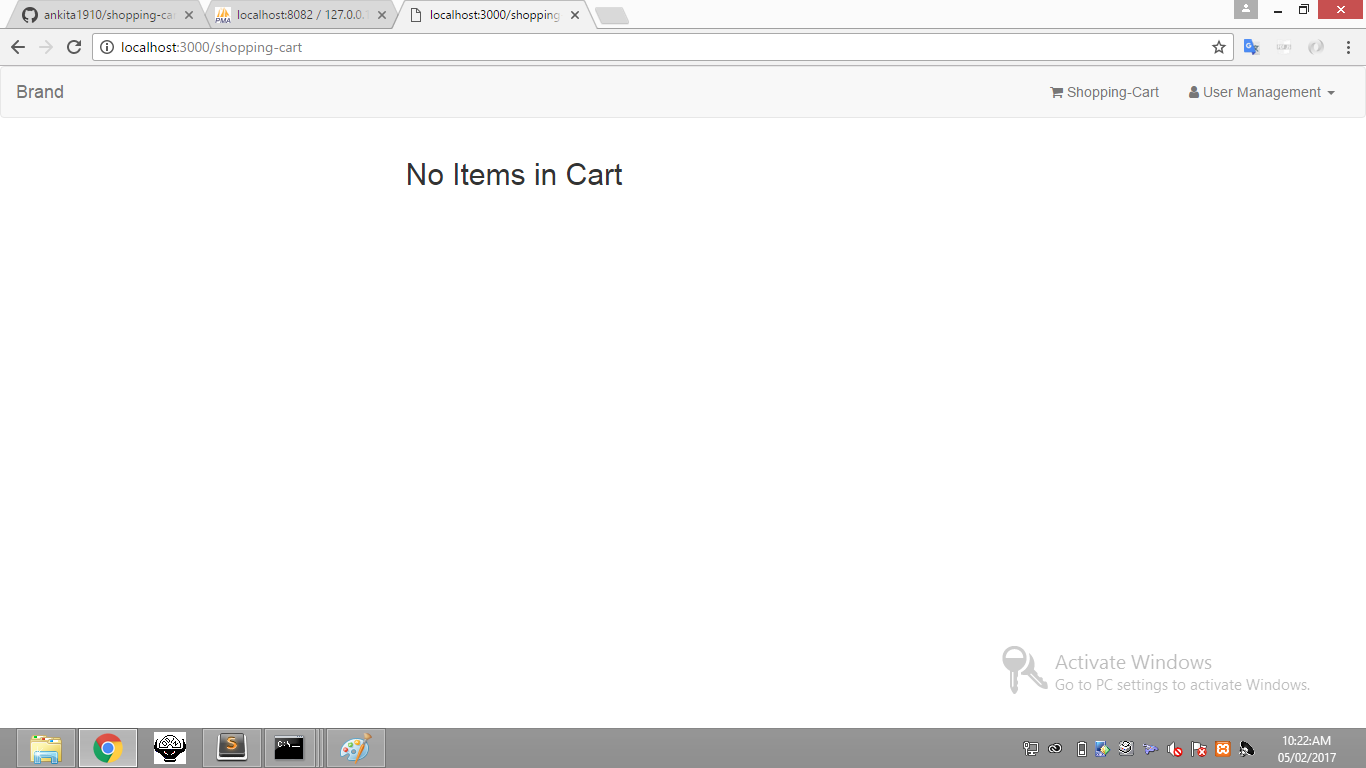 ankita1910/shopping-ca
localhost:8082 / 127.0.0.1
localhost:3000/shopping
localhost:3000/shopping-cart
Brand
Shopping-Cart
User Management
No Items in Cart
Activate Windows
Go to PC settings to activate Windows.
10:22:AM
05/02/2017